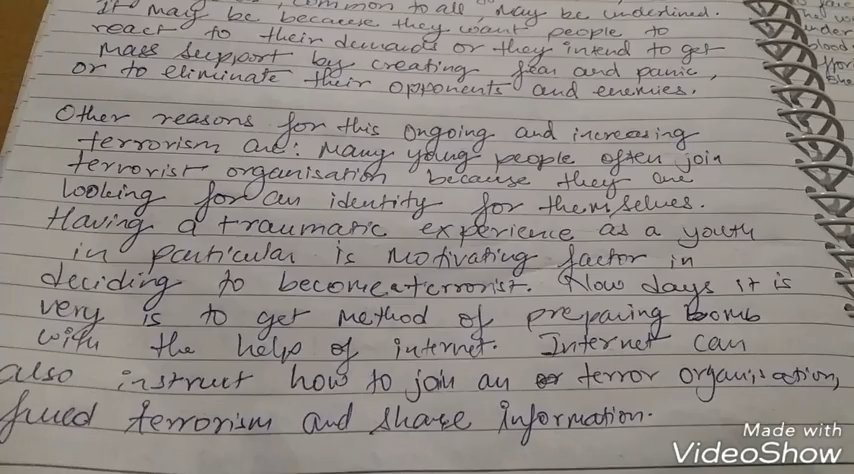 common to all, may be underlined.
It may be because they want people to
react to their demands or they intend to get
mass support by creating fear and panic,
or to eliminate their opponents and enemies.
Other reasons for this ongoing and increasing
terrorism are: Many young people often join
terrorist organisation because they are
looking for an identity for themselves.
Having a traumatic experience as a youth
in particular is motivating factor in
deciding to become a terrorist. Now days it is
very is to get method of preparing bomb
with the help of internet. Internet can
also instruct how to join an terror organisation,
fund terrorism and share information.
Made with
VideoShow